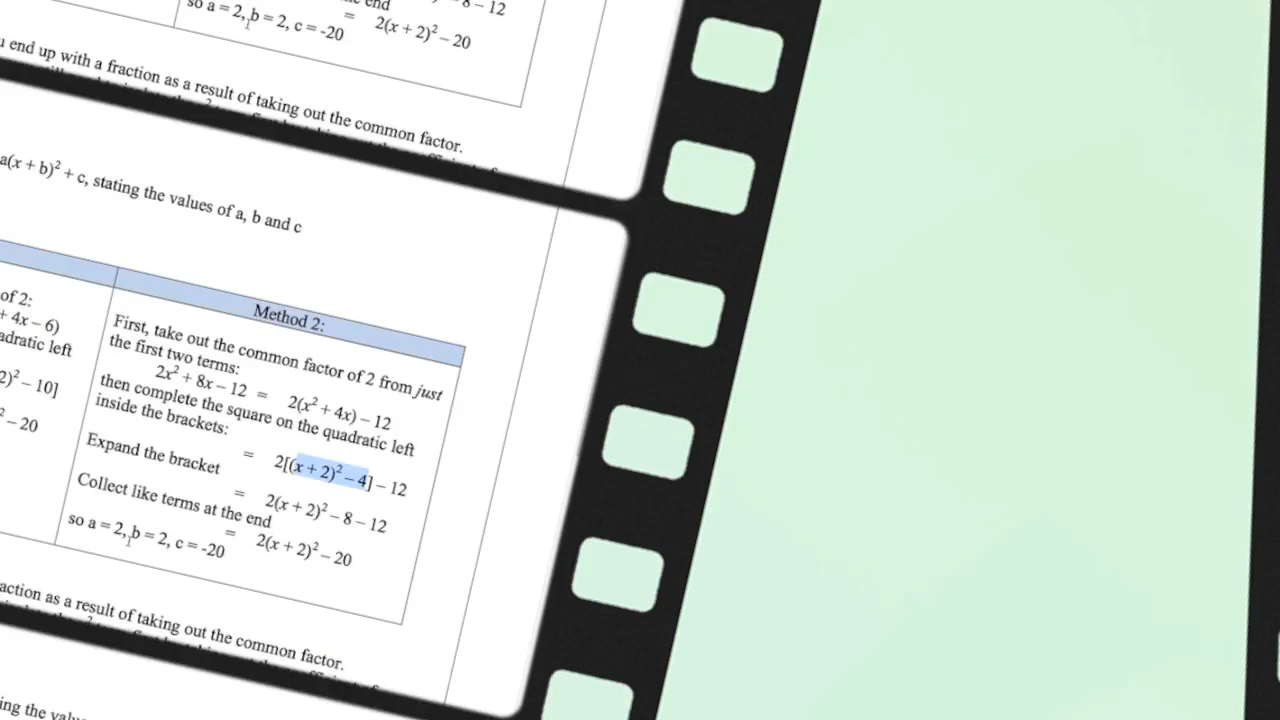 – 8 – 12
the end
so a = 2, b = 2, c = -20 = 2(x + 2)² – 20
end up with a fraction as a result of taking out the common factor.
a(x + b)² + c, stating the values of a, b and c
Method 2:
of 2:
+ 4x – 6)
2)² – 10]
² – 20
First, take out the common factor of 2 from just
the first two terms:
2x² + 8x – 12 = 2(x² + 4x) – 12
then complete the square on the quadratic left
inside the brackets:
= 2[(x + 2)² – 4] – 12
Expand the bracket
= 2(x + 2)² – 8 – 12
Collect like terms at the end
= 2(x + 2)² – 20
so a = 2, b = 2, c = -20
as a result of taking out the common factor.